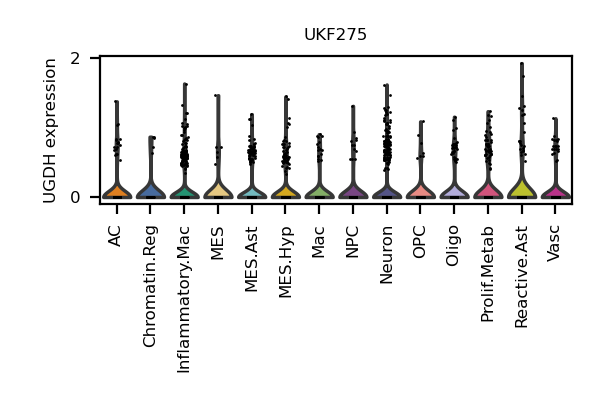 UKF275
UGDH expression
2
0
AC
Chromatin.Reg
Inflammatory.Mac
MES
MES.Ast
MES.Hyp
Mac
NPC
Neuron
OPC
Oligo
Prolif.Metab
Reactive.Ast
Vasc